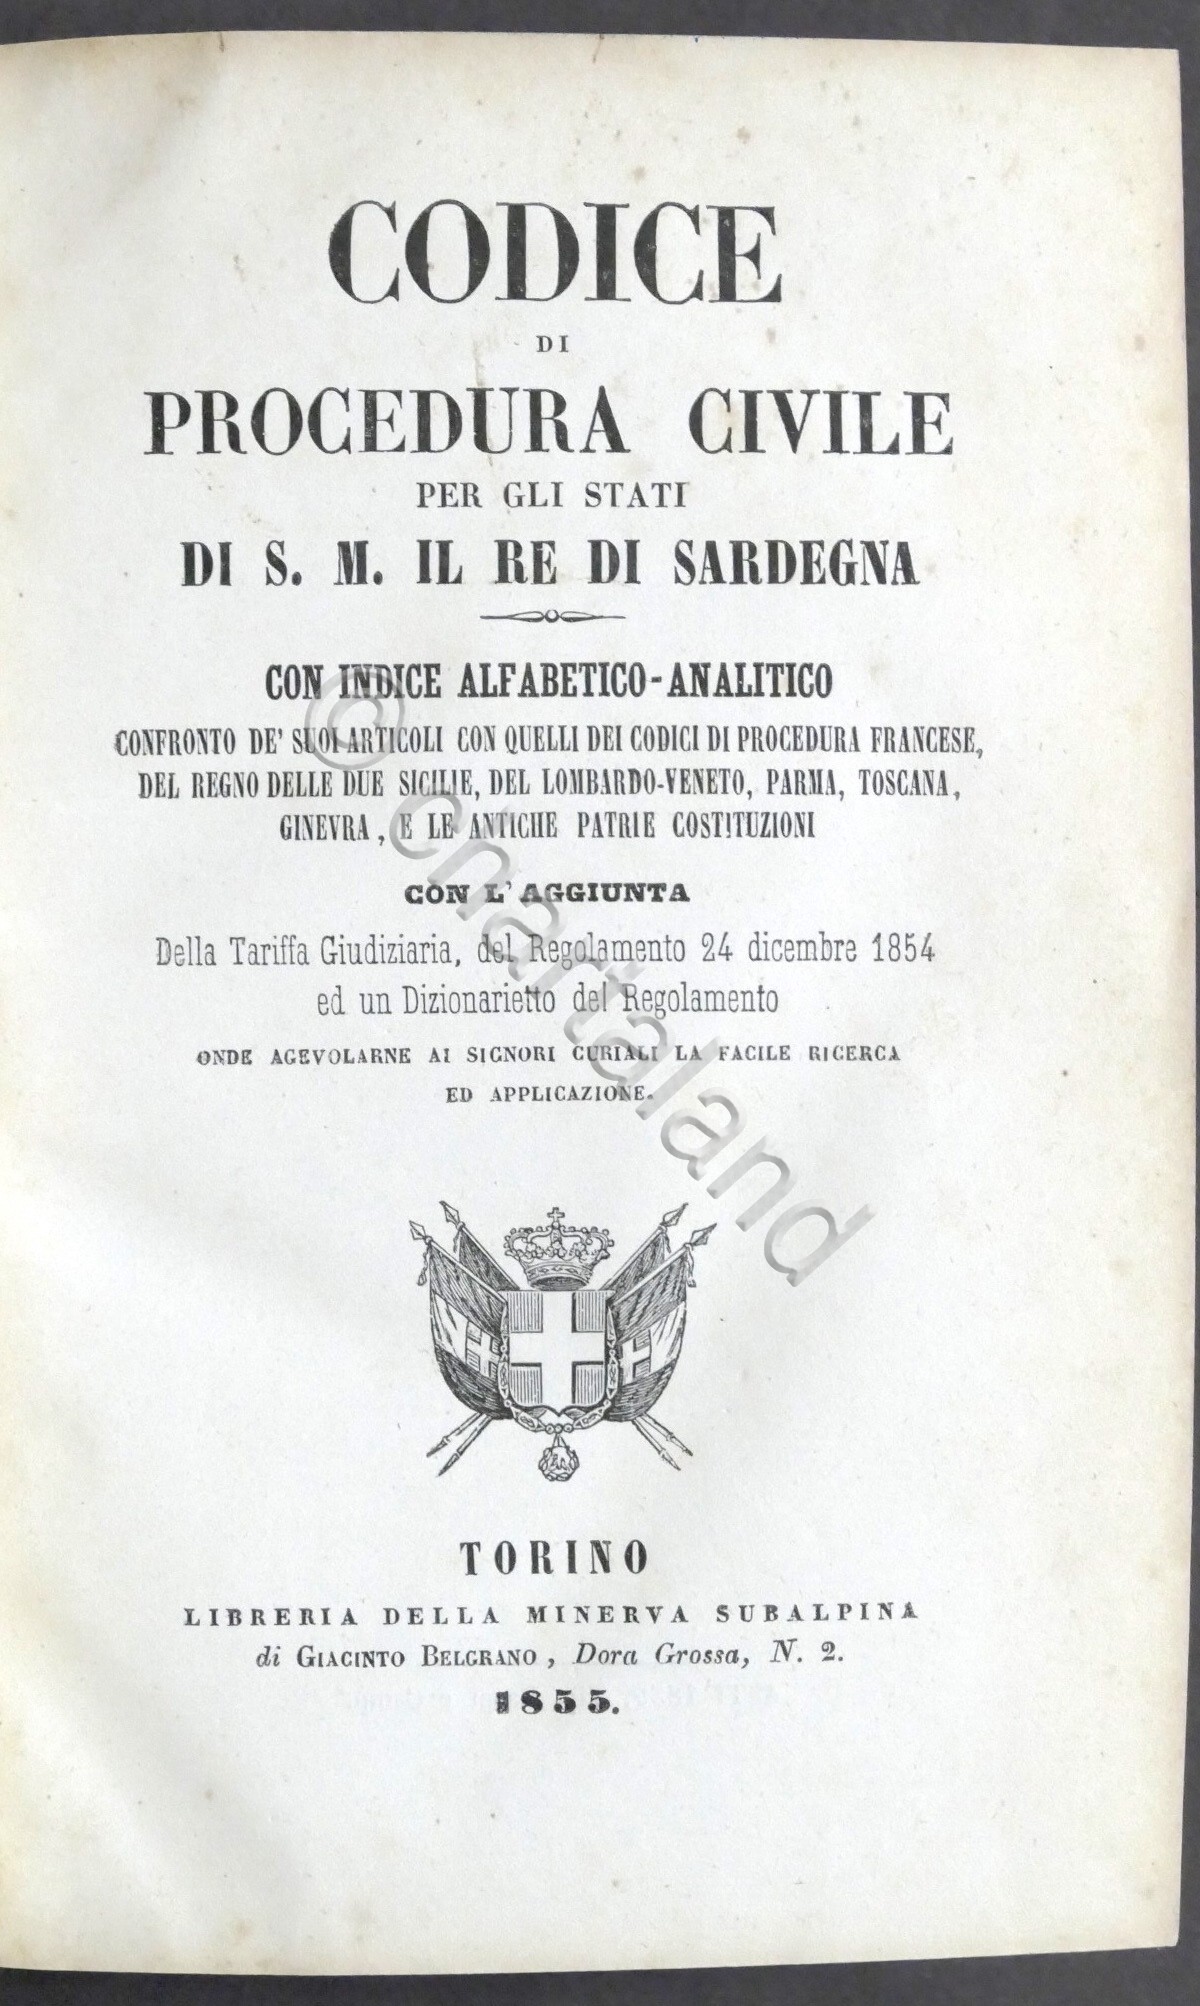 CODICE
DI
PROCEDURA CIVILE
PER GLI STATI
DI S. M. IL RE DI SARDEGNA
CON INDICE ALFABETICO-ANALITICO
CONFRONTO DE' SUOI ARTICOLI CON QUELLI DEI CODICI DI PROCEDURA FRANCESE,
DEL REGNO DELLE DUE SICILIE, DEL LOMBARDO-VENETO, PARMA, TOSCANA,
GINEVRA, E LE ANTICHE PATRIE COSTITUZIONI
CON L'AGGIUNTA
Della Tariffa Giudiziaria, del Regolamento 24 dicembre 1854
ed un Dizionarietto del Regolamento
ONDE AGEVOLARNE AI SIGNORI CURIALI LA FACILE RICERCA
ED APPLICAZIONE.
TORINO
LIBRERIA DELLA MINERVA SUBALPINA
di GIACINTO BELGRANO, Dora Grossa, N. 2.
1855.
© chartaland